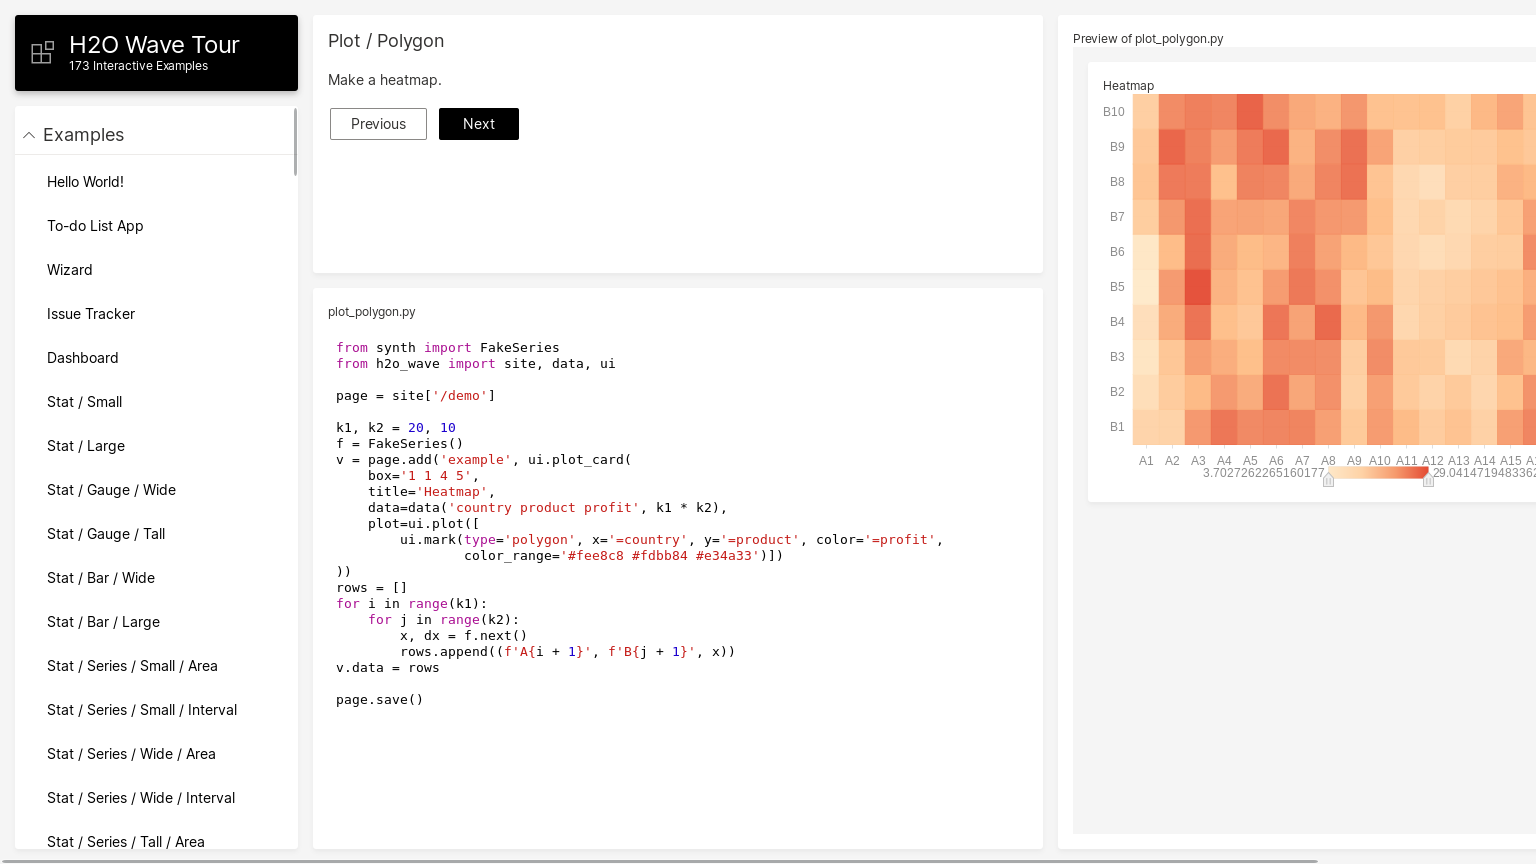 H2O Wave Tour
173 Interactive Examples
Examples
Hello World!
To-do List App
Wizard
Issue Tracker
Dashboard
Stat / Small
Stat / Large
Stat / Gauge / Wide
Stat / Gauge / Tall
Stat / Bar / Wide
Stat / Bar / Large
Stat / Series / Small / Area
Stat / Series / Small / Interval
Stat / Series / Wide / Area
Stat / Series / Wide / Interval
Stat / Series / Tall / Area
Plot / Polygon
Make a heatmap.
Previous Next
plot_polygon.py
from synth import FakeSeries
from h2o_wave import site, data, ui
page = site['/demo']
k1, k2 = 20, 10
f = FakeSeries()
v = page.add('example', ui.plot_card(
    box='1 1 4 5',
    title='Heatmap',
    data=data('country product profit', k1 * k2),
    plot=ui.plot([
        ui.mark(type='polygon', x='=country', y='=product', color='=profit',
                color_range='#fee8c8 #fdbb84 #e34a33')])
))
rows = []
for i in range(k1):
    for j in range(k2):
        x, dx = f.next()
        rows.append((f'A{i + 1}', f'B{j + 1}', x))
v.data = rows
page.save()
Preview of plot_polygon.py
Heatmap
B10
B9
B8
B7
B6
B5
B4
B3
B2
B1
A1 A2 A3 A4 A5 A6 A7 A8 A9 A10 A11 A12 A13 A14 A15
3.7027262265160177 29.0414719483362